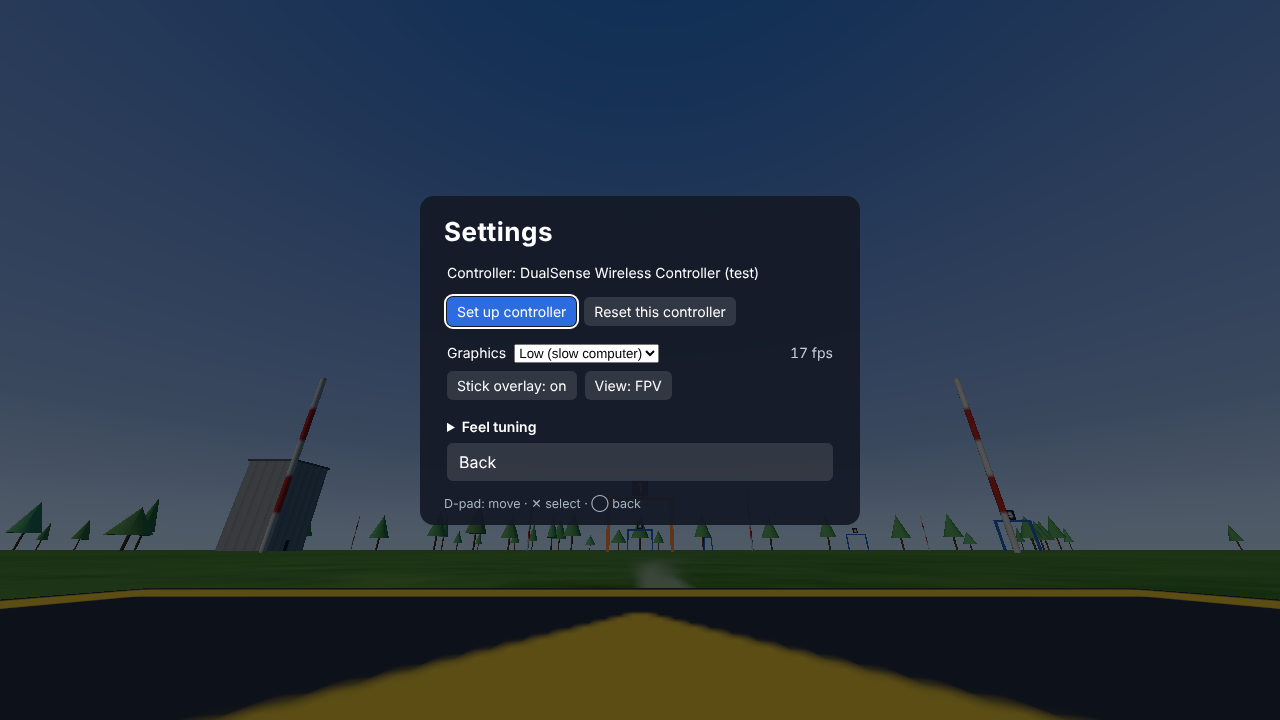 Settings
Controller: DualSense Wireless Controller (test)
Set up controller Reset this controller
Graphics Low (slow computer) 17 fps
Stick overlay: on View: FPV
▶ Feel tuning
Back
D-pad: move · ✕ select · ◯ back